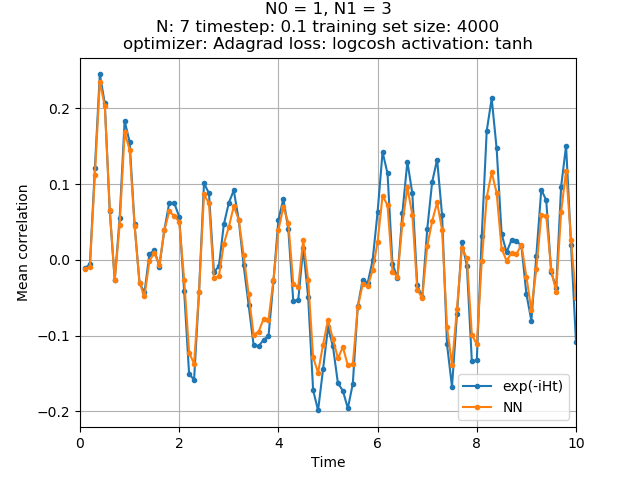 N0 = 1, N1 = 3
N: 7 timestep: 0.1 training set size: 4000
optimizer: Adagrad loss: logcosh activation: tanh
Mean correlation
0.2
0.1
0.0
−0.1
−0.2
exp(-iHt)
NN
0 2 4 6 8 10
Time